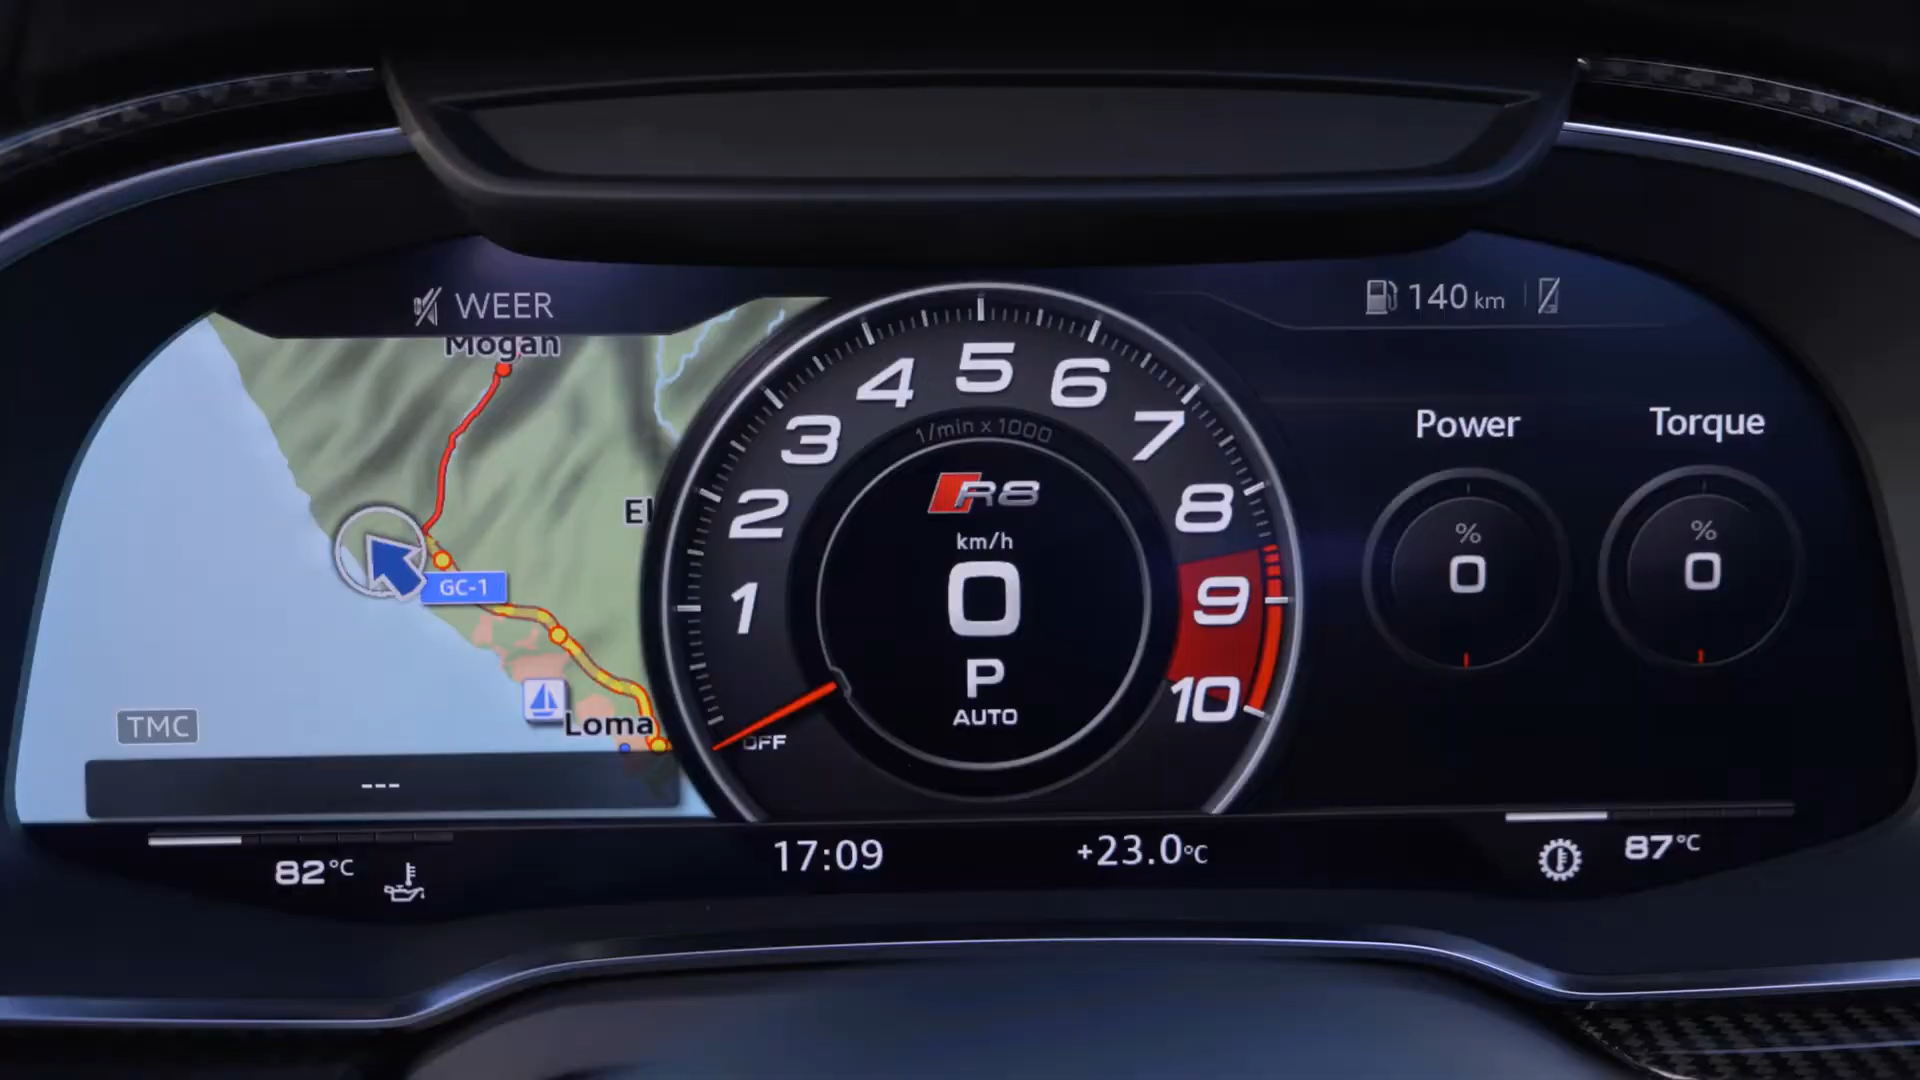 WEER
140 km
Mogan
El
GC-1
Loma
TMC
---
1
2
3
4
5
6
7
8
9
10
OFF
1/min x 1000
R8
km/h
0
P
AUTO
Power
Torque
%
0
%
0
82°C
17:09
+23.0°C
87°C